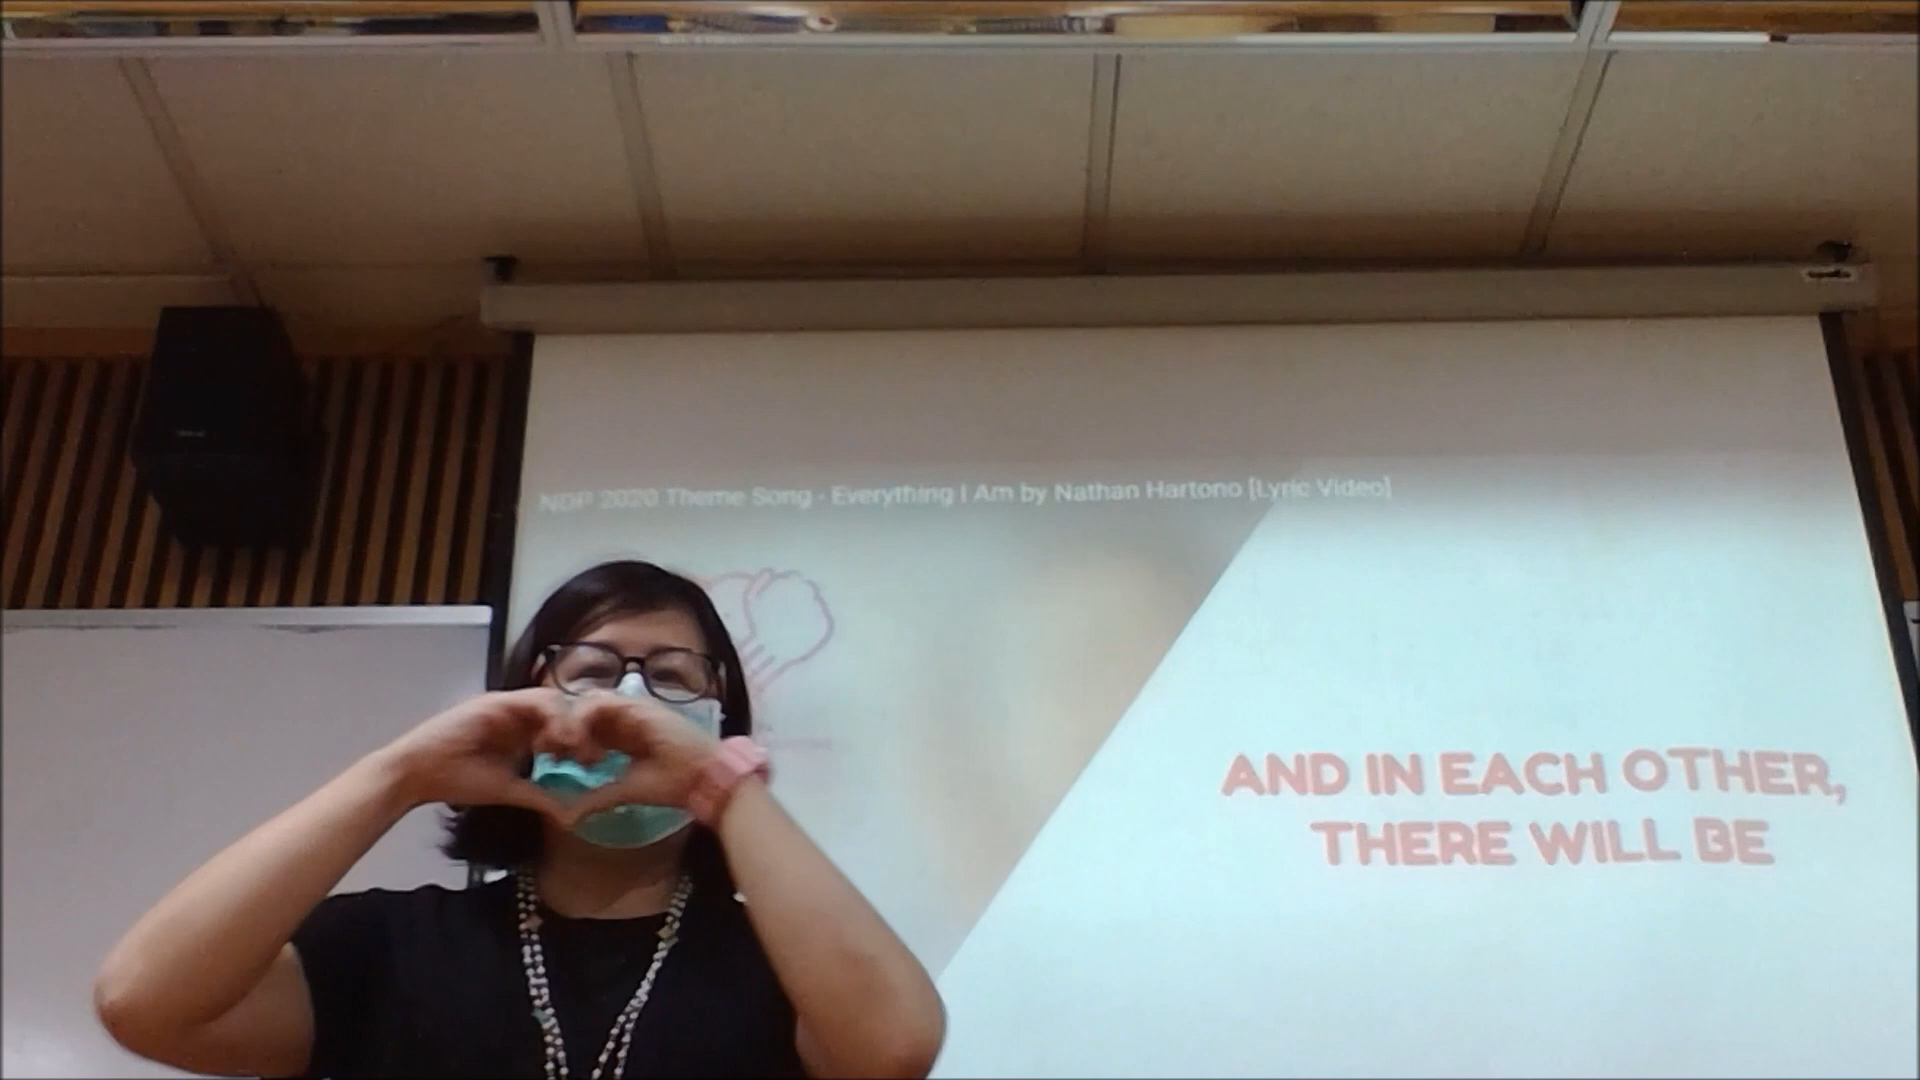 NDP 2020 Theme Song - Everything I Am by Nathan Hartono [Lyric Video]
AND IN EACH OTHER,
THERE WILL BE